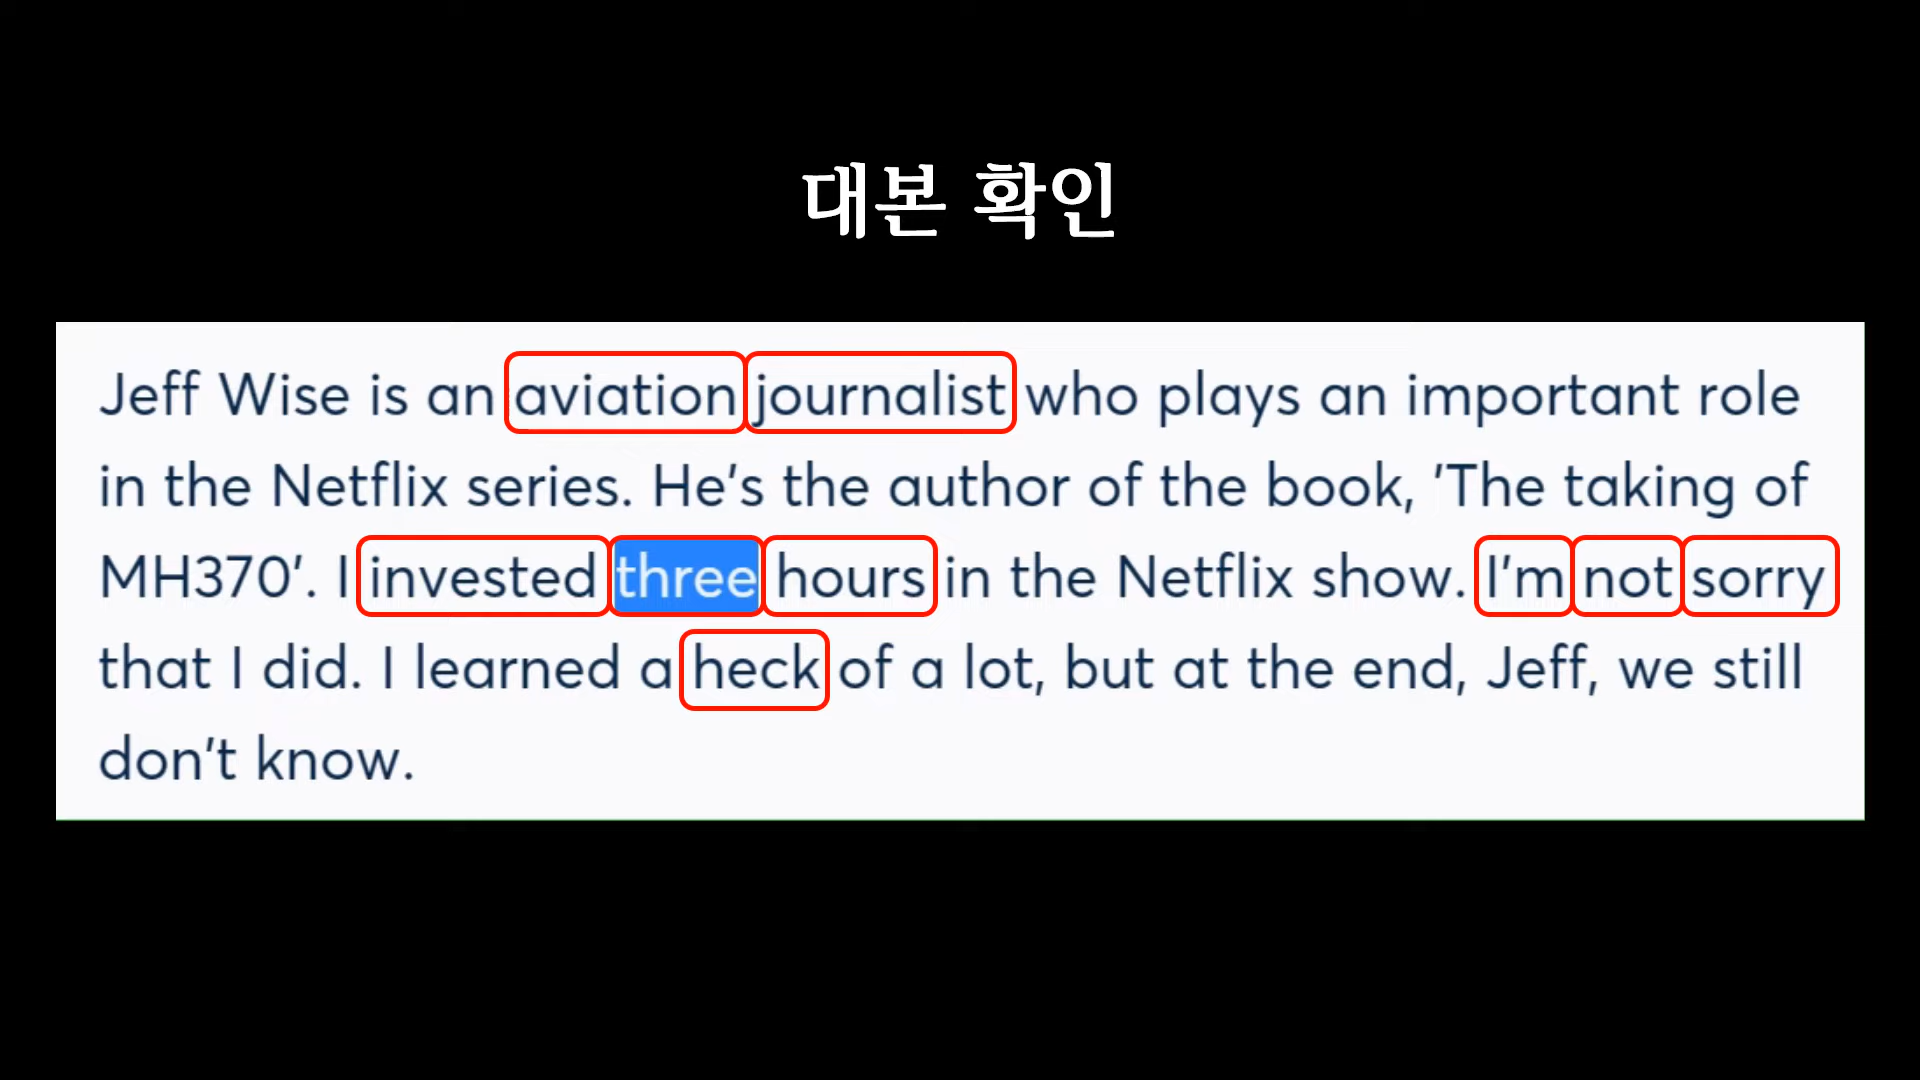 대본 확인
Jeff Wise is an aviation journalist who plays an important role
in the Netflix series. He's the author of the book, 'The taking of
MH370'. I invested three hours in the Netflix show. I'm not sorry
that I did. I learned a heck of a lot, but at the end, Jeff, we still
don't know.